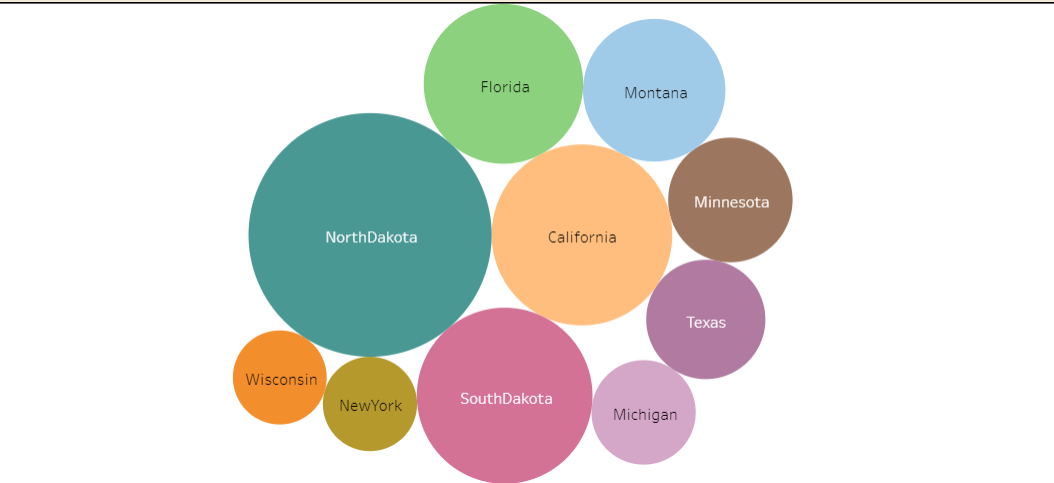 Florida
Montana
Minnesota
NorthDakota
California
Texas
Wisconsin
NewYork
SouthDakota
Michigan